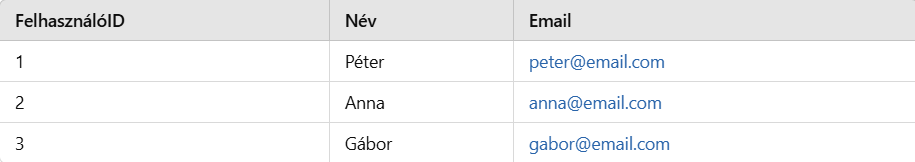 FelhasználóID Név Email
1 Péter peter@email.com
2 Anna anna@email.com
3 Gábor gabor@email.com